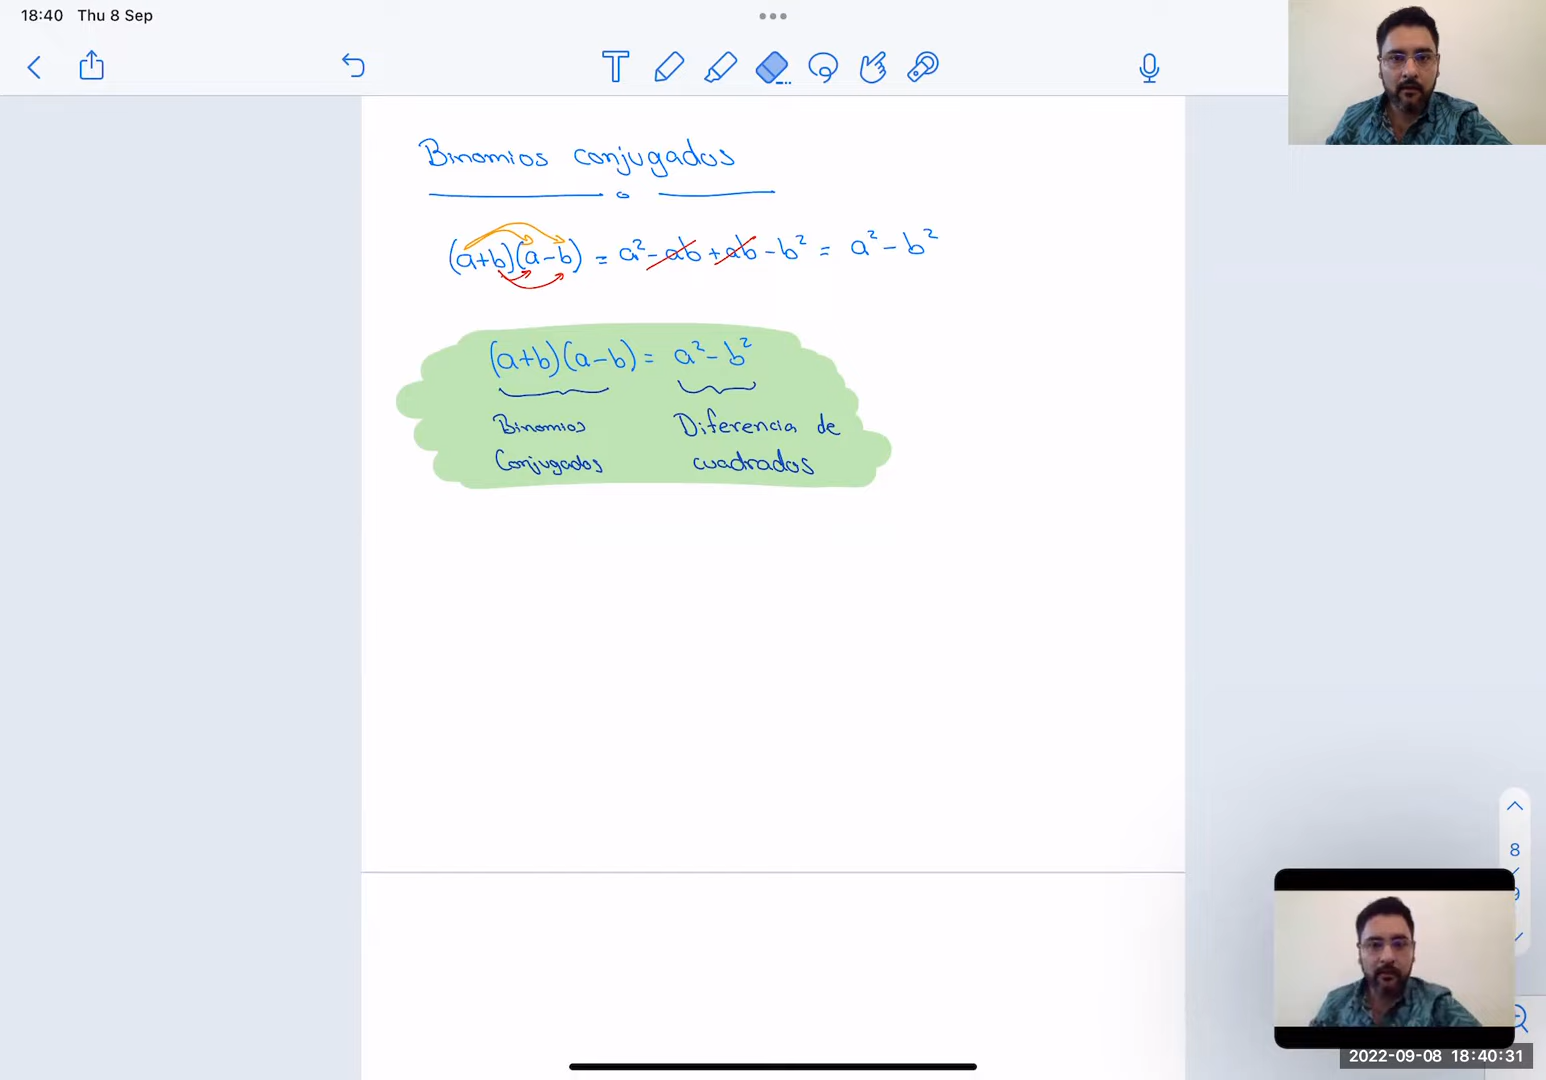 18:40 Thu 8 Sep
T
Binomios conjugados
(a+b)(a-b) = a² - ab + ab - b² = a² - b²
(a+b)(a-b) = a² - b²
Binomios Diferencia de
Conjugados cuadrados
8
9
2022-09-08 18:40:31